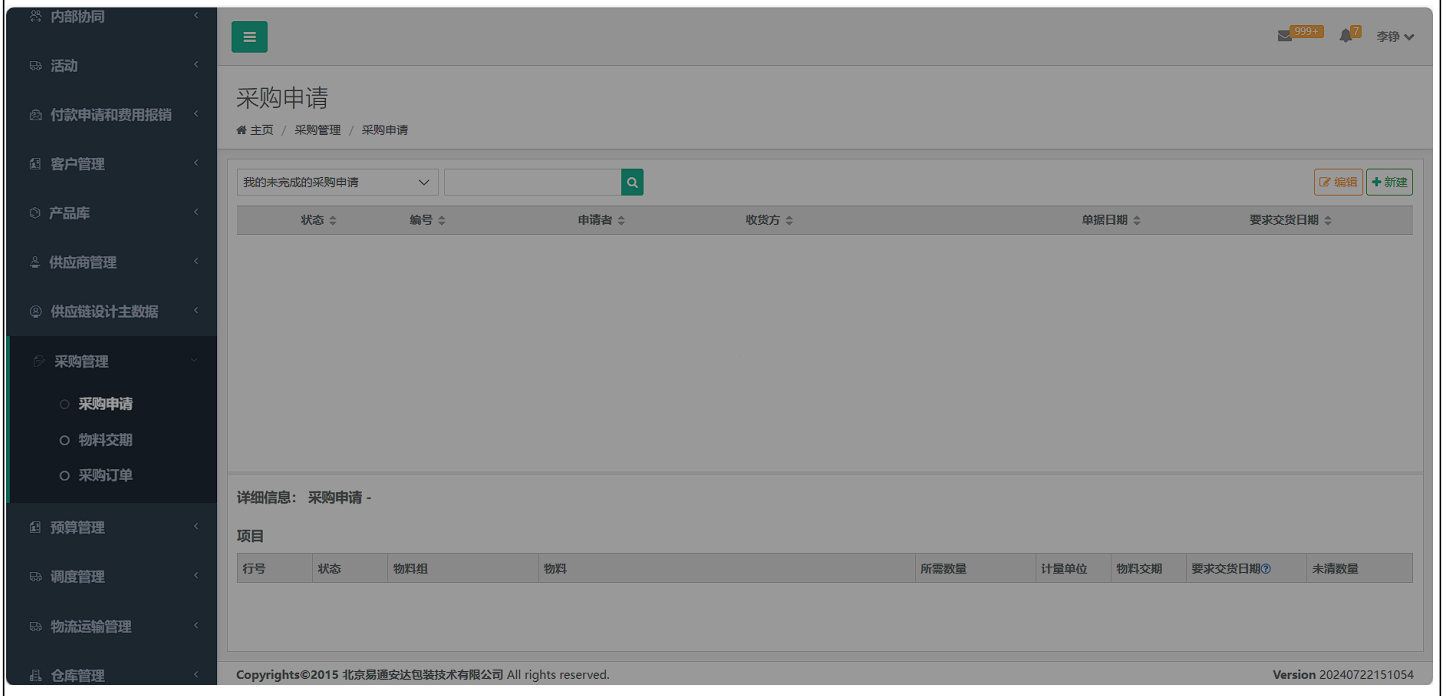 内部协同
活动
付款申请和费用报销
客户管理
产品库
供应商管理
供应链设计主数据
采购管理
采购申请
物料交期
采购订单
预算管理
调度管理
物流运输管理
仓库管理
999+ 7 李铮
采购申请
主页 / 采购管理 / 采购申请
我的未完成的采购申请 编辑 新建
状态 编号 申请者 收货方 单据日期 要求交货日期
详细信息: 采购申请 -
项目
行号 状态 物料组 物料 所需数量 计量单位 物料交期 要求交货日期 未清数量
Copyrights©2015 北京易通安达包装技术有限公司 All rights reserved. Version 20240722151054